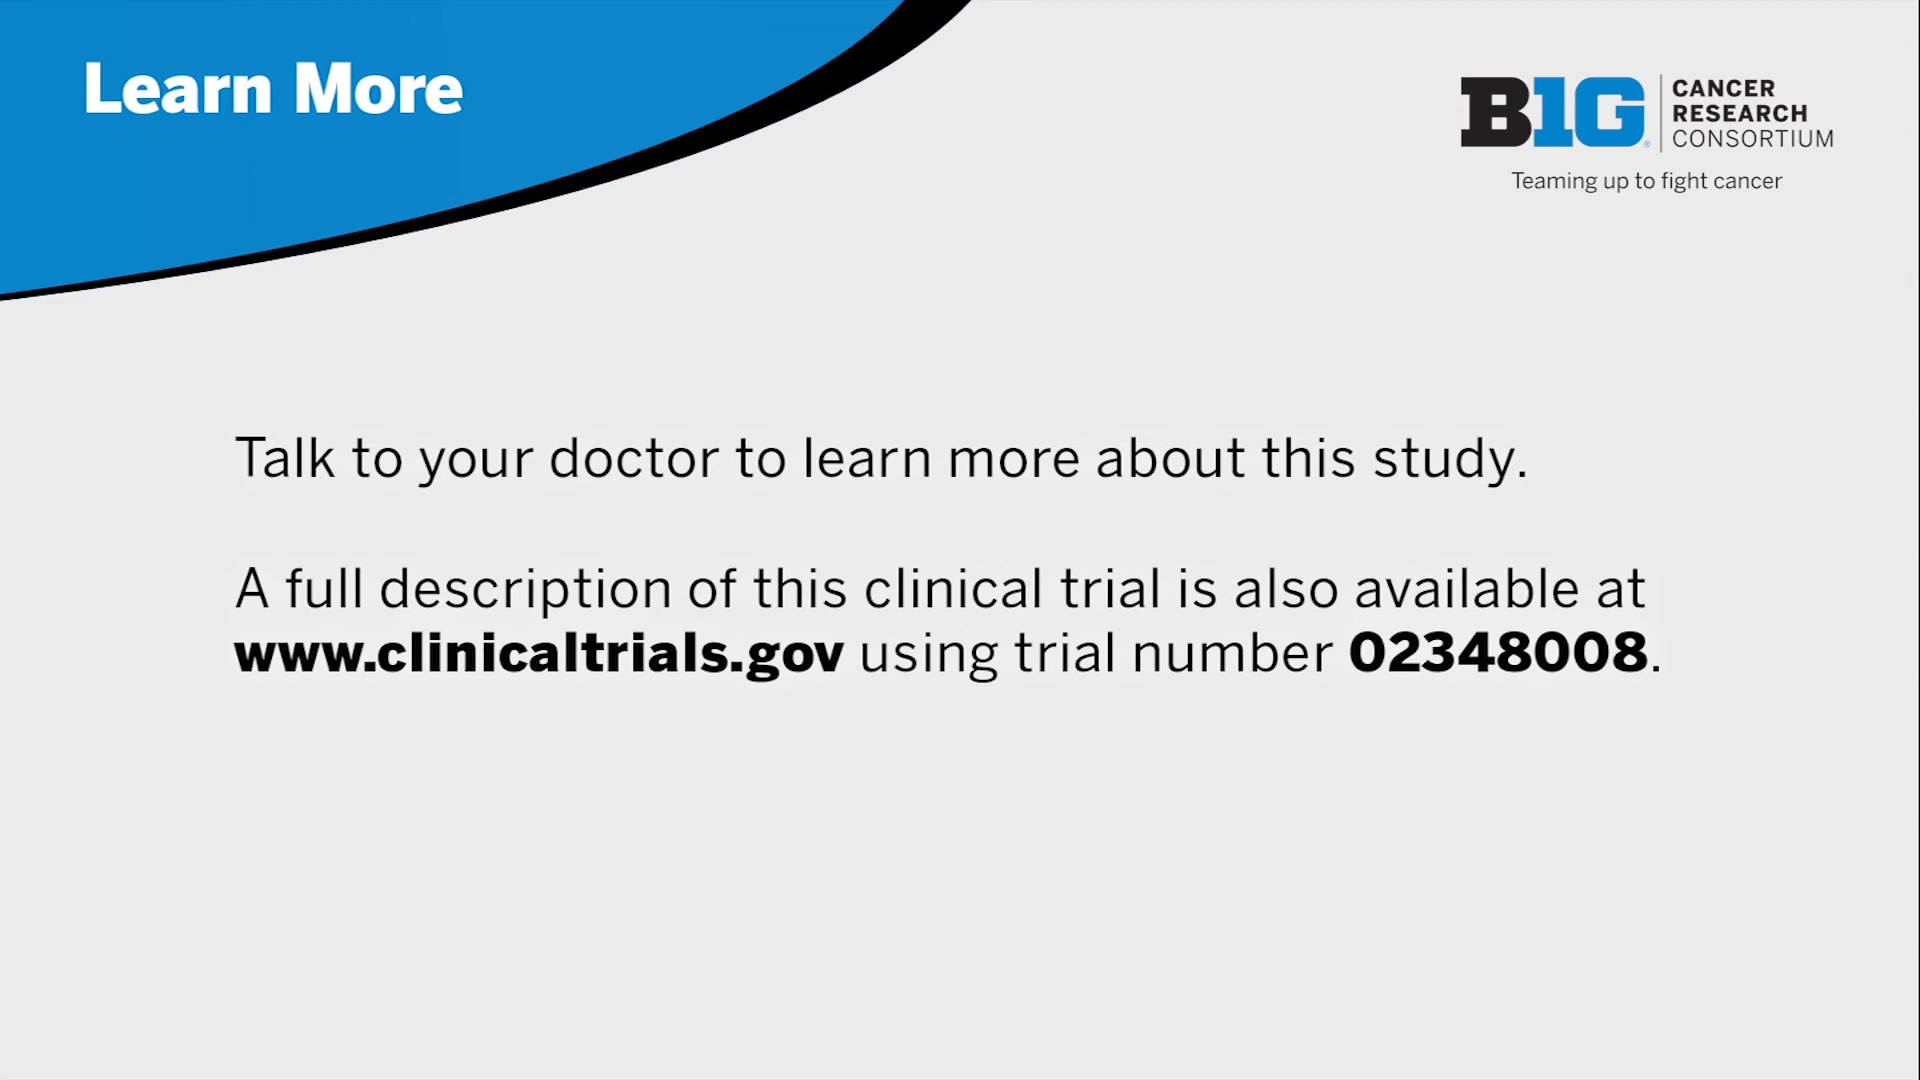 Learn More
B1G
CANCER
RESEARCH
CONSORTIUM
Teaming up to fight cancer
Talk to your doctor to learn more about this study.
A full description of this clinical trial is also available at
www.clinicaltrials.gov using trial number 02348008.